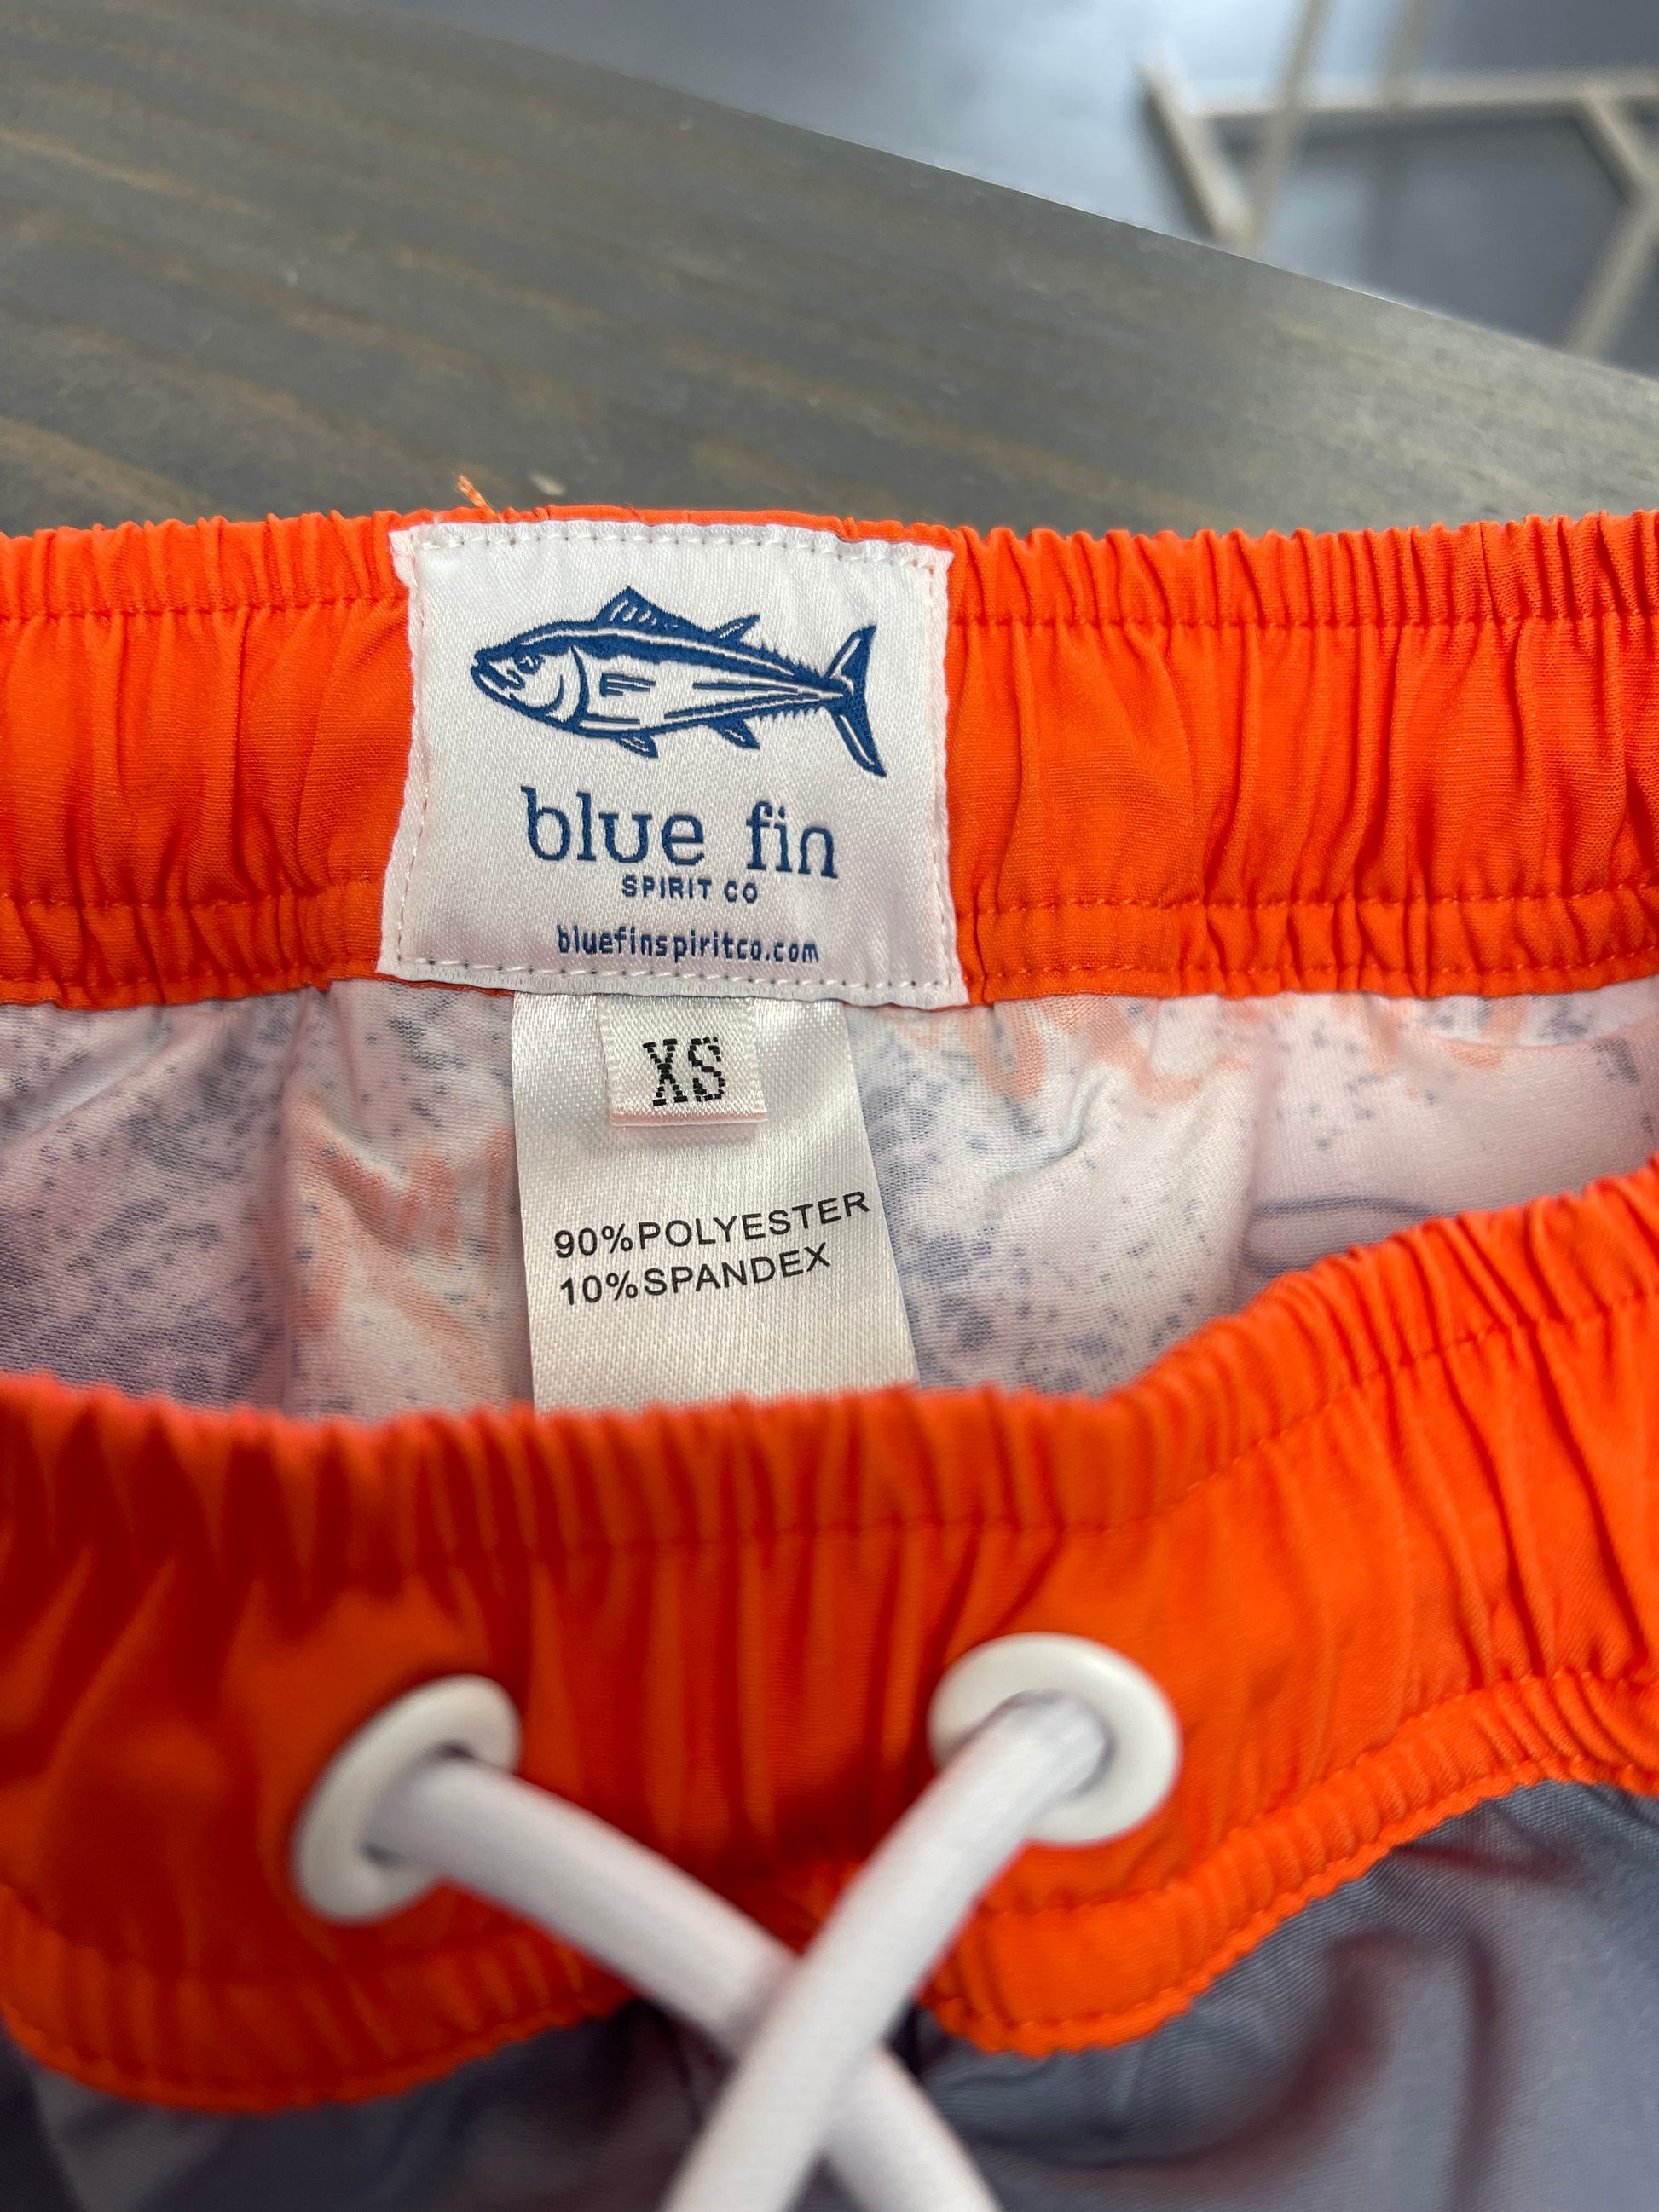 blue fin
SPIRIT CO
bluefinspiritco.com
XS
90%POLYESTER
10%SPANDEX